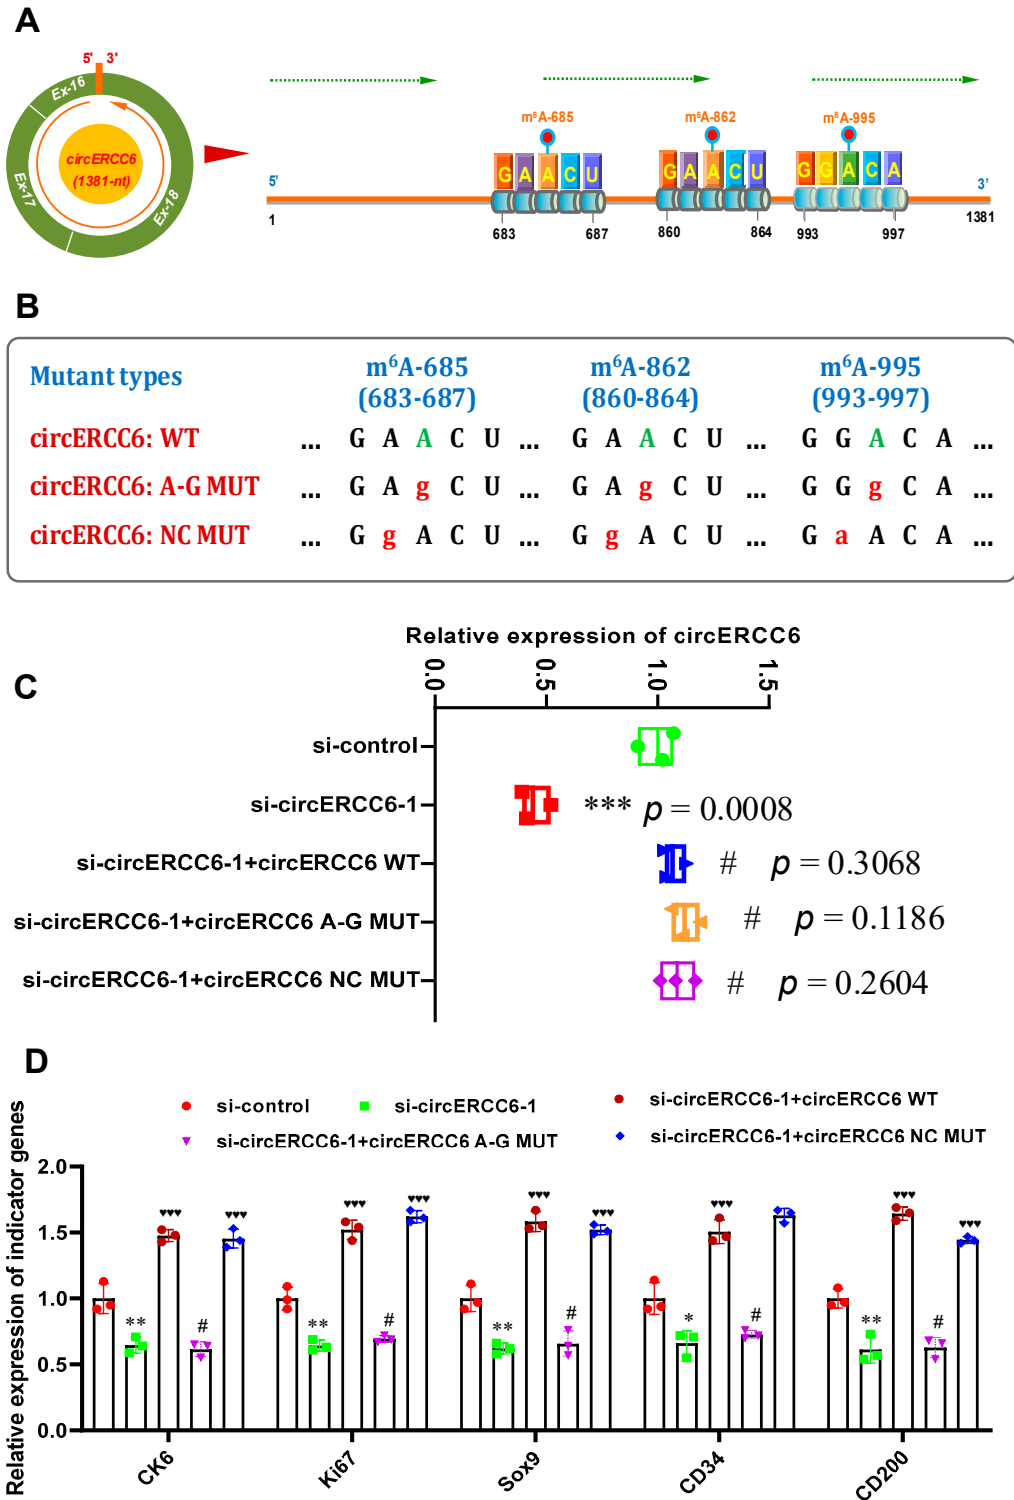 A
5' 3'
Ex-16
Ex-17
Ex-18
circERCC6
(1381-nt)
m⁶A-685 m⁶A-862 m⁶A-995
G A A C U G A A C U G G A C A
5' 3'
1 683 687 860 864 993 997 1381
B
Mutant types m⁶A-685 m⁶A-862 m⁶A-995
(683-687) (860-864) (993-997)
circERCC6: WT ... G A A C U ... G A A C U ... G G A C A ...
circERCC6: A-G MUT ... G A g C U ... G A g C U ... G G g C A ...
circERCC6: NC MUT ... G g A C U ... G g A C U ... G a A C A ...
Relative expression of circERCC6
C
0.0 0.5 1.0 1.5
si-control
si-circERCC6-1 *** p = 0.0008
si-circERCC6-1+circERCC6 WT # p = 0.3068
si-circERCC6-1+circERCC6 A-G MUT # p = 0.1186
si-circERCC6-1+circERCC6 NC MUT # p = 0.2604
D
si-control si-circERCC6-1 si-circERCC6-1+circERCC6 WT
si-circERCC6-1+circERCC6 A-G MUT si-circERCC6-1+circERCC6 NC MUT
Relative expression of indicator genes
2.0
1.5
1.0
0.5
0.0
♥♥♥ ♥♥♥ ♥♥♥ ♥♥♥ ♥♥♥ ♥♥♥ ♥♥♥ ♥♥♥ ♥♥♥
** # ** # ** # * # ** #
CK6 Ki67 Sox9 CD34 CD200